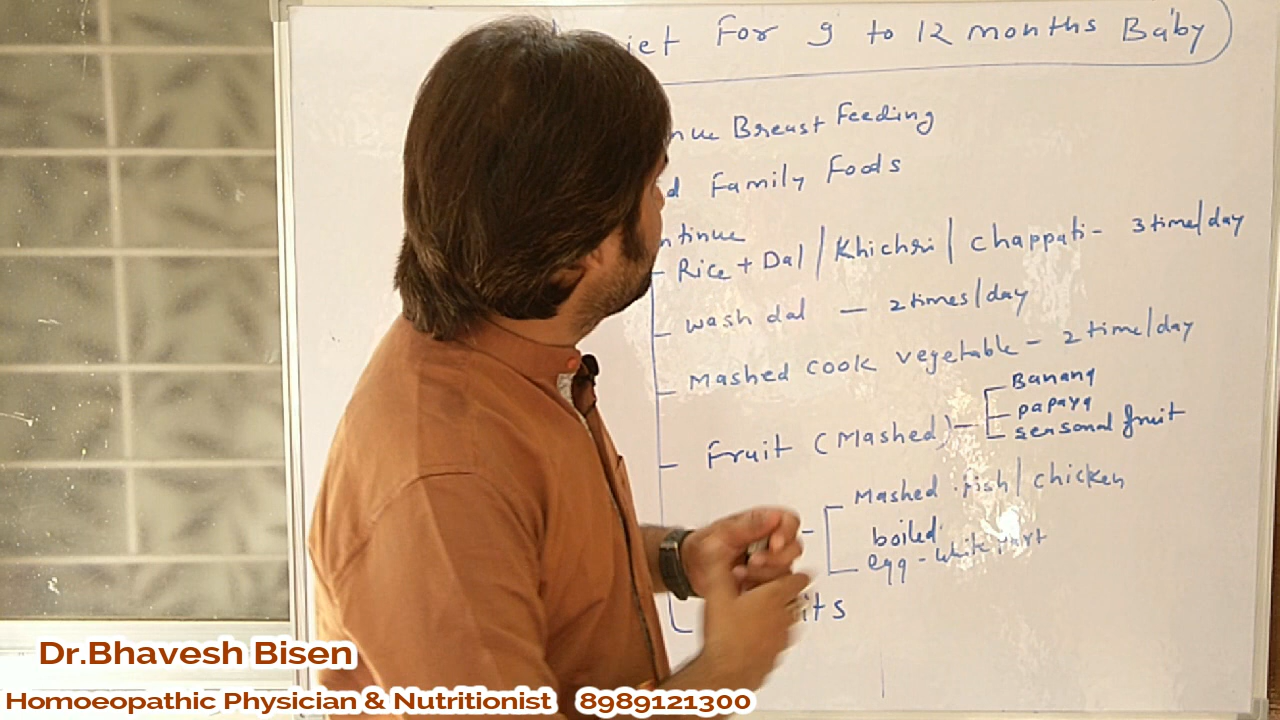 iet For 9 to 12 months Baby
nue Breast Feeding
d Family Foods
ntinue
Rice + Dal / Khichri / chappati - 3 time/day
wash dal — 2 times/day
Mashed cook vegetable - 2 time/day
Fruit (Mashed) - Banana
papaya
seasonal fruit
Mashed fish / chicken
boiled
egg - white part
its
Dr.Bhavesh Bisen
Homoeopathic Physician & Nutritionist 8989121300